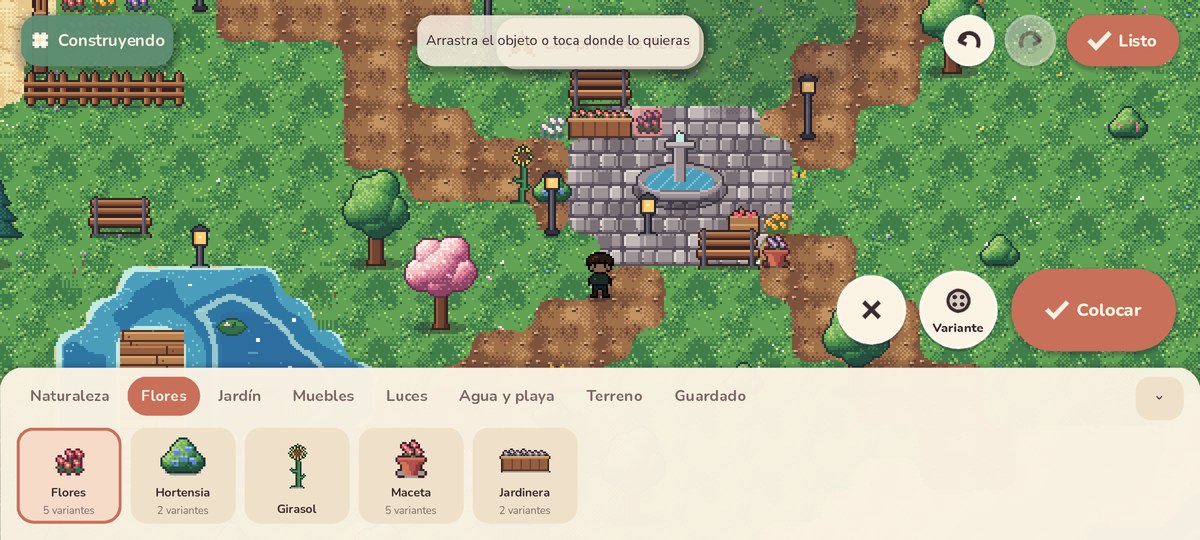 Construyendo
Arrastra el objeto o toca donde lo quieras
Listo
Variante
Colocar
Naturaleza
Flores
Jardín
Muebles
Luces
Agua y playa
Terreno
Guardado
Flores
5 variantes
Hortensia
2 variantes
Girasol
Maceta
5 variantes
Jardinera
2 variantes